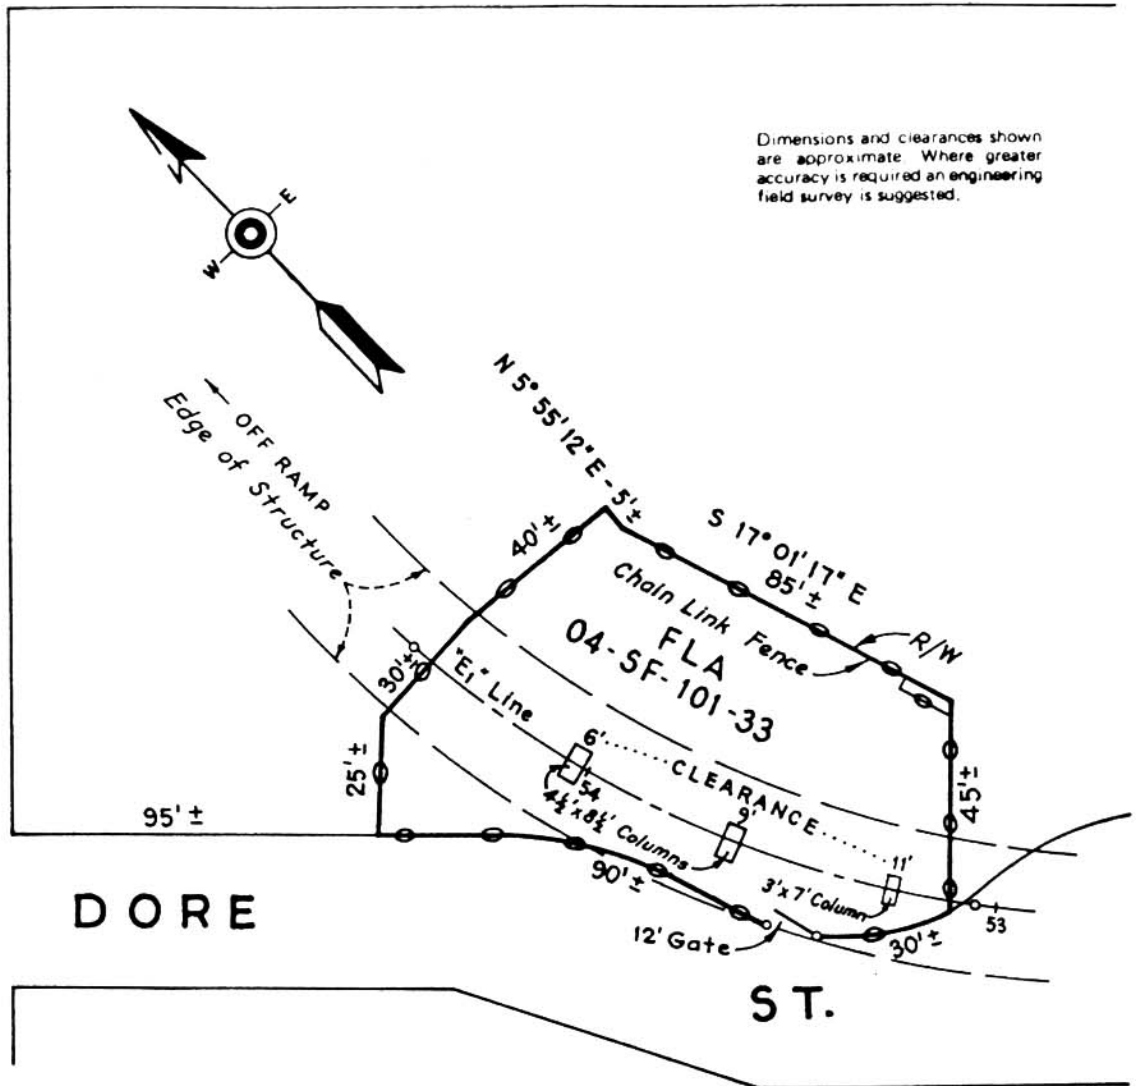 Dimensions and clearances shown
are approximate. Where greater
accuracy is required an engineering
field survey is suggested.
N
E
W
OFF RAMP
Edge of Structure
N 5° 55' 12" E - 5'±
S 17° 01' 17" E
85'±
40'±
30'±
25'±
95'±
Chain Link Fence
R/W
FLA
04-SF-101-33
"E₁" Line
6'.......CLEARANCE.......11'
9'
54
4½'x8½' Columns
3'x7' Column
45'±
53
90'±
12' Gate
30'±
DORE
ST.